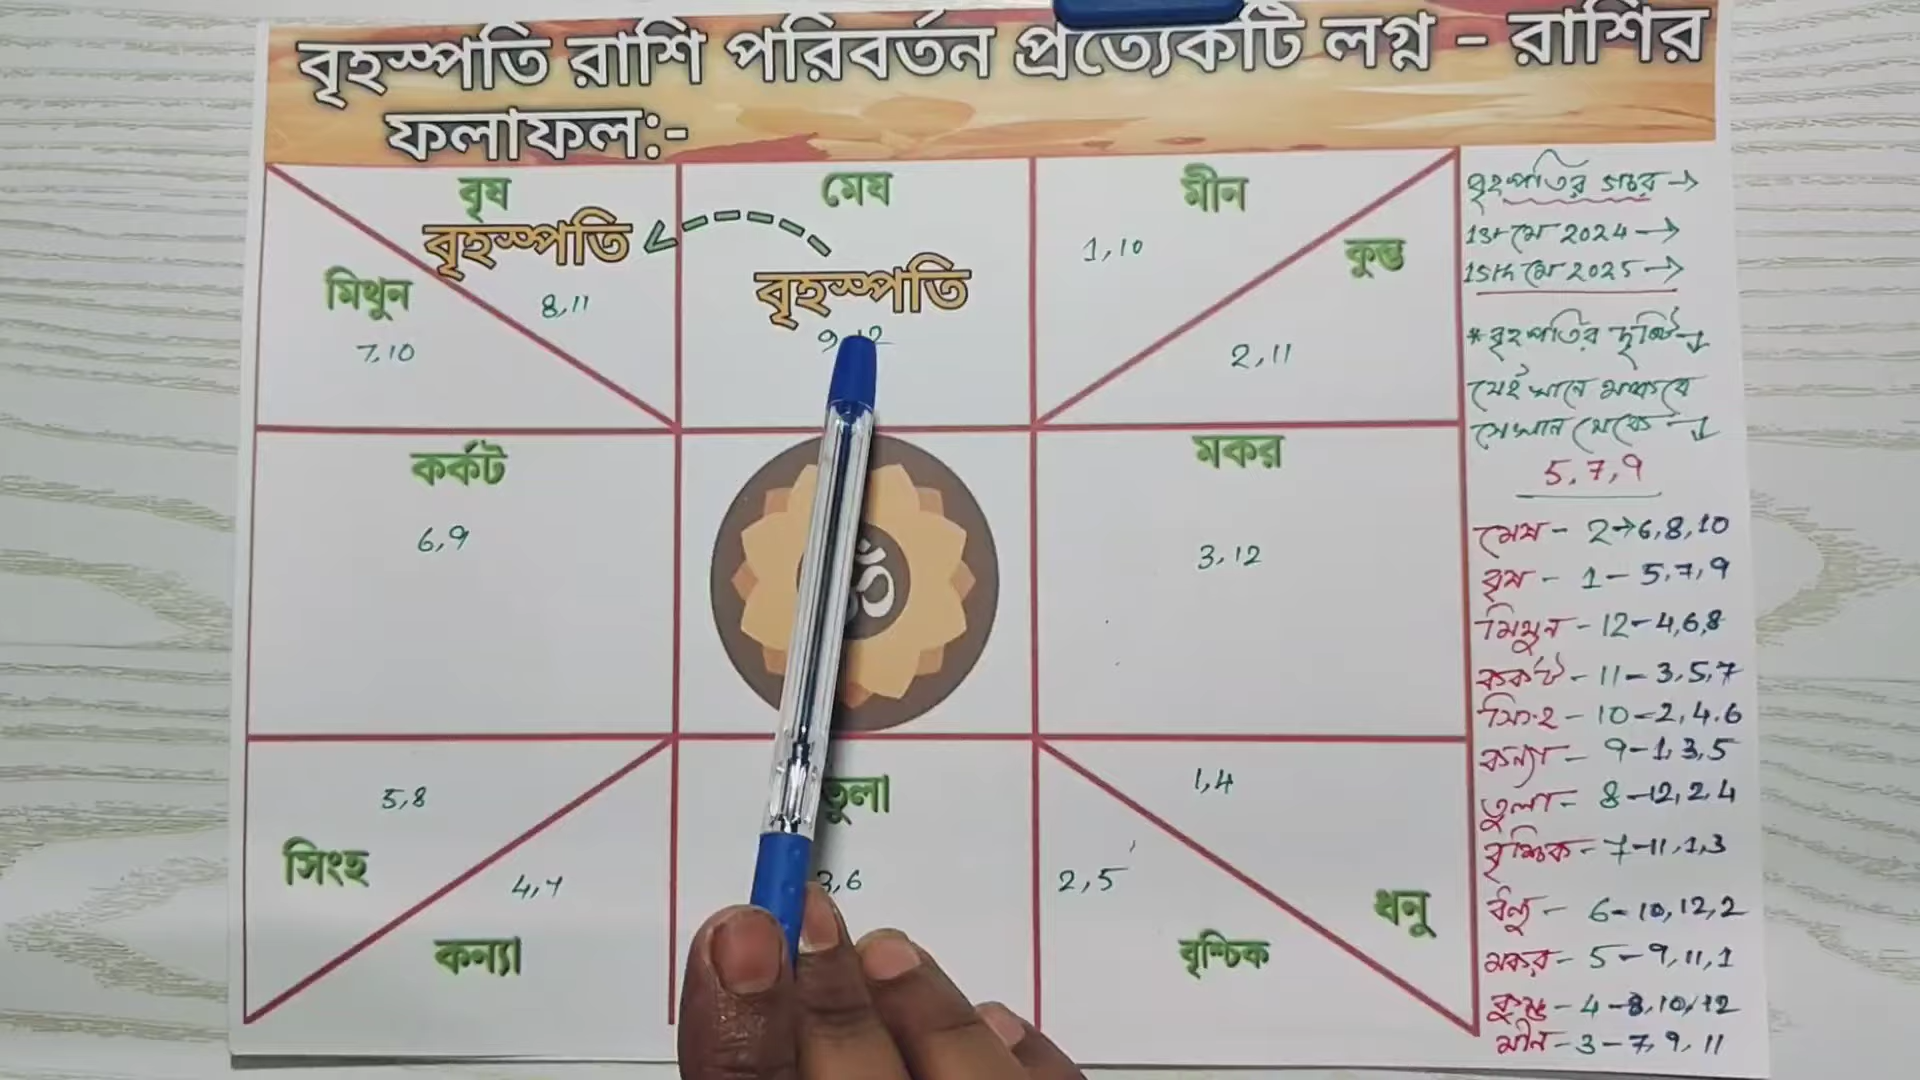 বৃহস্পতি রাশি পরিবর্তন প্রত্যেকটি লগ্ন - রাশির
ফলাফল:-
বৃষ
মেষ
মীন
বৃহস্পতি
বৃহস্পতি
মিথুন
কুম্ভ
8,11
7,10
1,10
2,11
কর্কট
মকর
6,9
3,12
5,8
সিংহ
4,7
কন্যা
তুলা
3,6
1,4
2,5
ধনু
বৃশ্চিক
বৃহস্পতির গচর →
1st মে 2024 →
15th মে 2025 →
* বৃহস্পতির দৃষ্টি
যেই খানে থাকবে
সেখান থেকে
5,7,9
মেষ - 2→6,8,10
বৃষ - 1 - 5,7,9
মিথুন - 12 - 4,6,8
কর্কট - 11 - 3,5,7
সিংহ - 10 - 2,4,6
কন্যা - 9 - 1,3,5
তুলা - 8 - 12,2,4
বৃশ্চিক - 7 - 11,1,3
ধনু - 6 - 10,12,2
মকর - 5 - 9,11,1
কুম্ভ - 4 - 8,10,12
মীন - 3 - 7,9,11